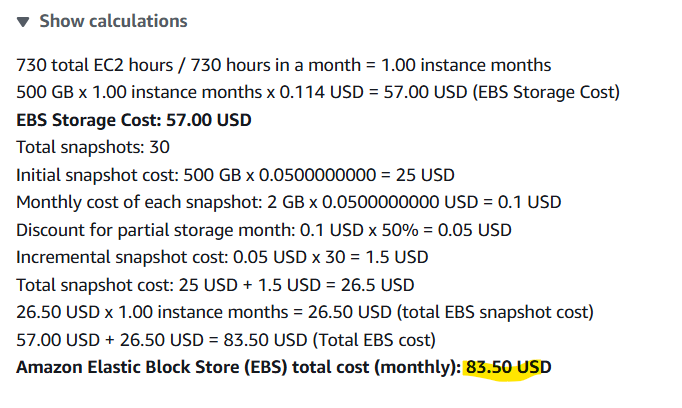 Show calculations
730 total EC2 hours / 730 hours in a month = 1.00 instance months
500 GB x 1.00 instance months x 0.114 USD = 57.00 USD (EBS Storage Cost)
EBS Storage Cost: 57.00 USD
Total snapshots: 30
Initial snapshot cost: 500 GB x 0.0500000000 = 25 USD
Monthly cost of each snapshot: 2 GB x 0.0500000000 USD = 0.1 USD
Discount for partial storage month: 0.1 USD x 50% = 0.05 USD
Incremental snapshot cost: 0.05 USD x 30 = 1.5 USD
Total snapshot cost: 25 USD + 1.5 USD = 26.5 USD
26.50 USD x 1.00 instance months = 26.50 USD (total EBS snapshot cost)
57.00 USD + 26.50 USD = 83.50 USD (Total EBS cost)
Amazon Elastic Block Store (EBS) total cost (monthly): 83.50 USD